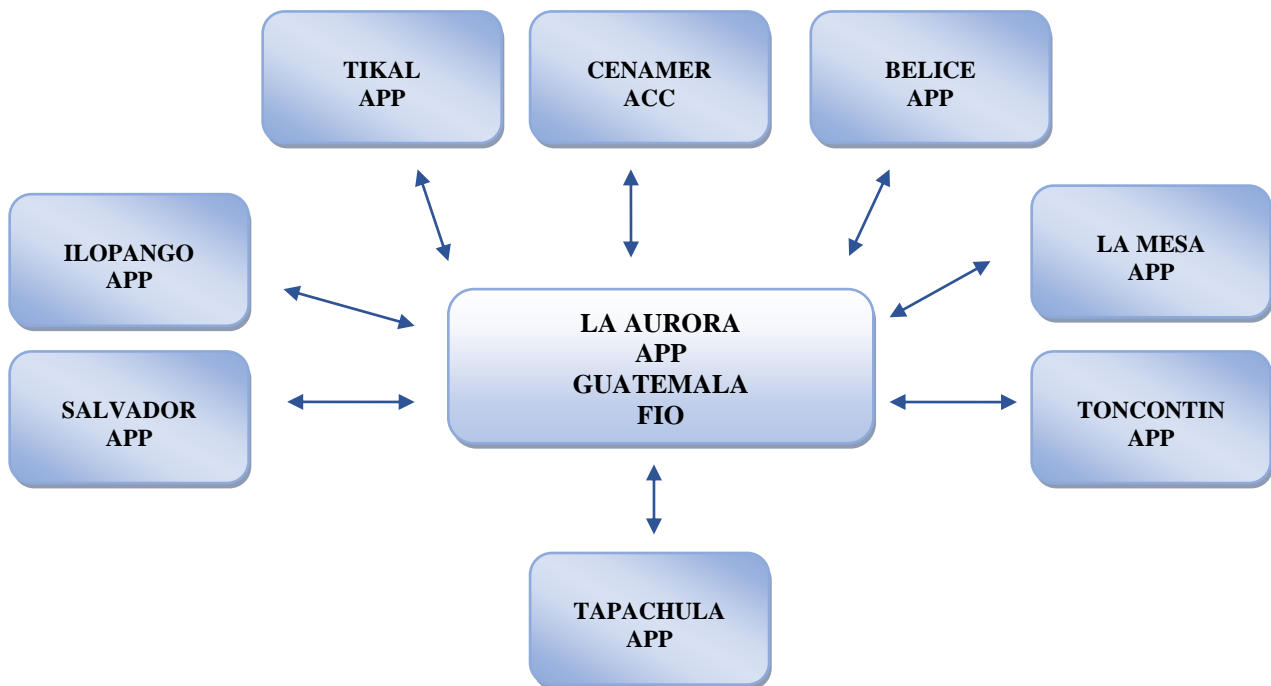 TIKAL
APP
CENAMER
ACC
BELICE
APP
ILOPANGO
APP
LA MESA
APP
LA AURORA
APP
GUATEMALA
FIO
SALVADOR
APP
TONCONTIN
APP
TAPACHULA
APP